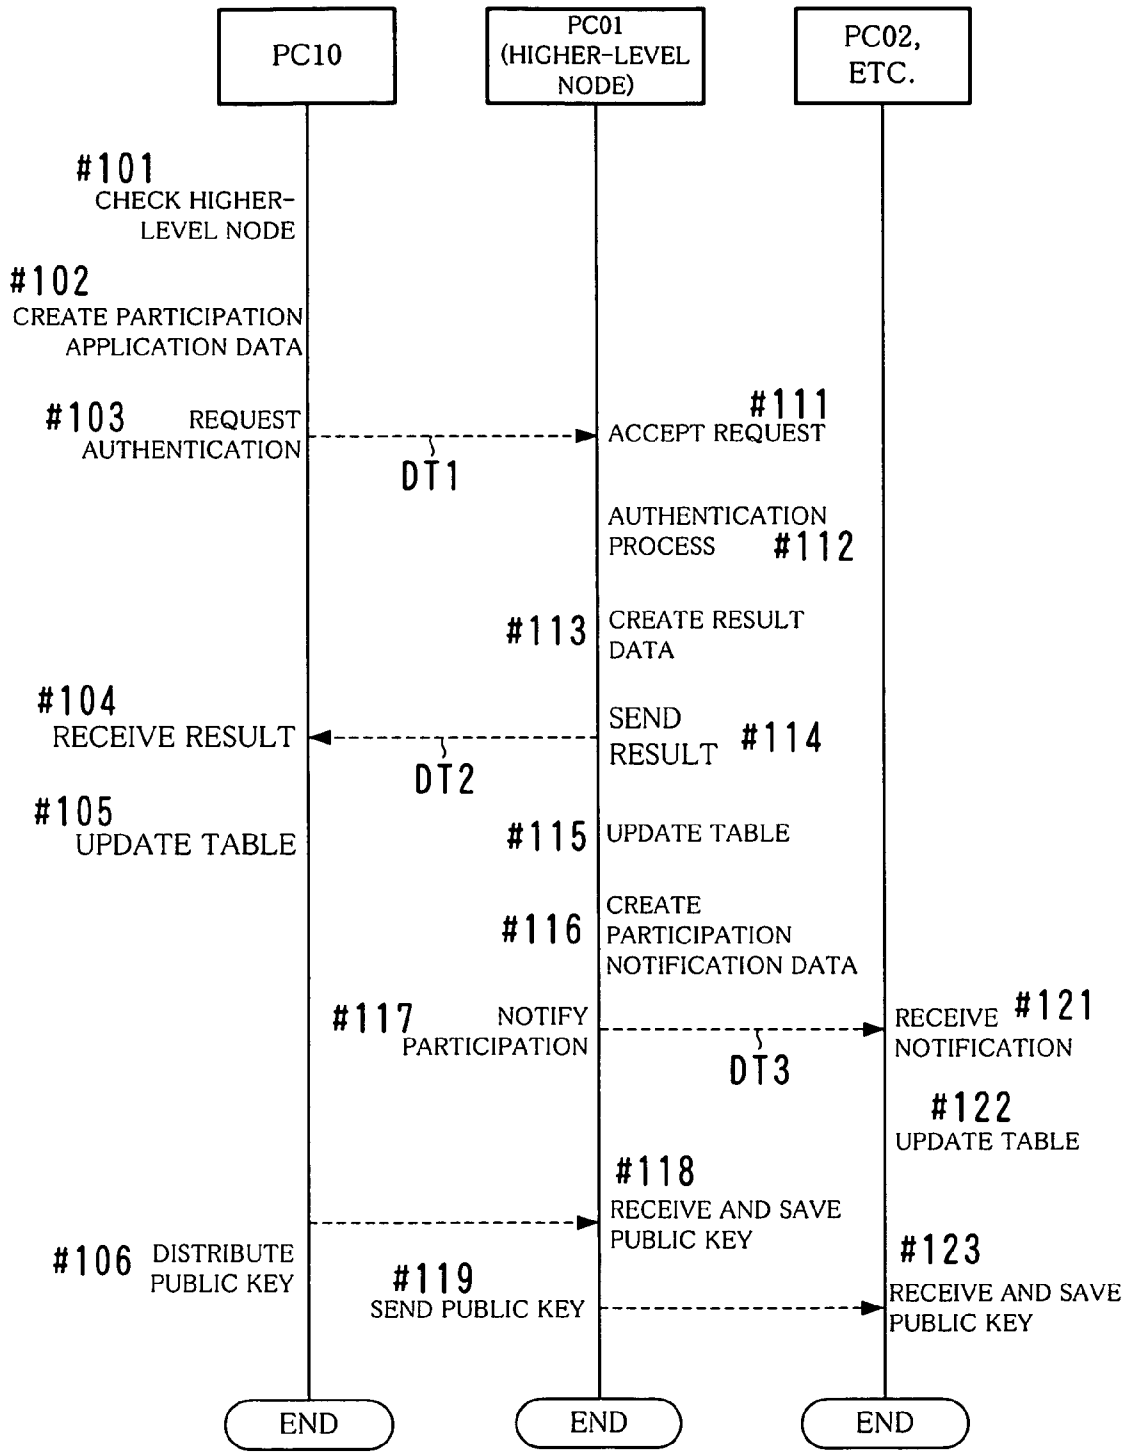 PC10
PC01
(HIGHER-LEVEL
NODE)
PC02,
ETC.
#101
CHECK HIGHER-
LEVEL NODE
#102
CREATE PARTICIPATION
APPLICATION DATA
#103 REQUEST
AUTHENTICATION
DT1
#111
ACCEPT REQUEST
AUTHENTICATION
PROCESS #112
#113 CREATE RESULT
DATA
#104
RECEIVE RESULT
DT2
SEND
RESULT #114
#105
UPDATE TABLE
#115 UPDATE TABLE
#116 CREATE
PARTICIPATION
NOTIFICATION DATA
#117 NOTIFY
PARTICIPATION
DT3
RECEIVE #121
NOTIFICATION
#122
UPDATE TABLE
#118
RECEIVE AND SAVE
PUBLIC KEY
#106 DISTRIBUTE
PUBLIC KEY
#119
SEND PUBLIC KEY
#123
RECEIVE AND SAVE
PUBLIC KEY
END
END
END